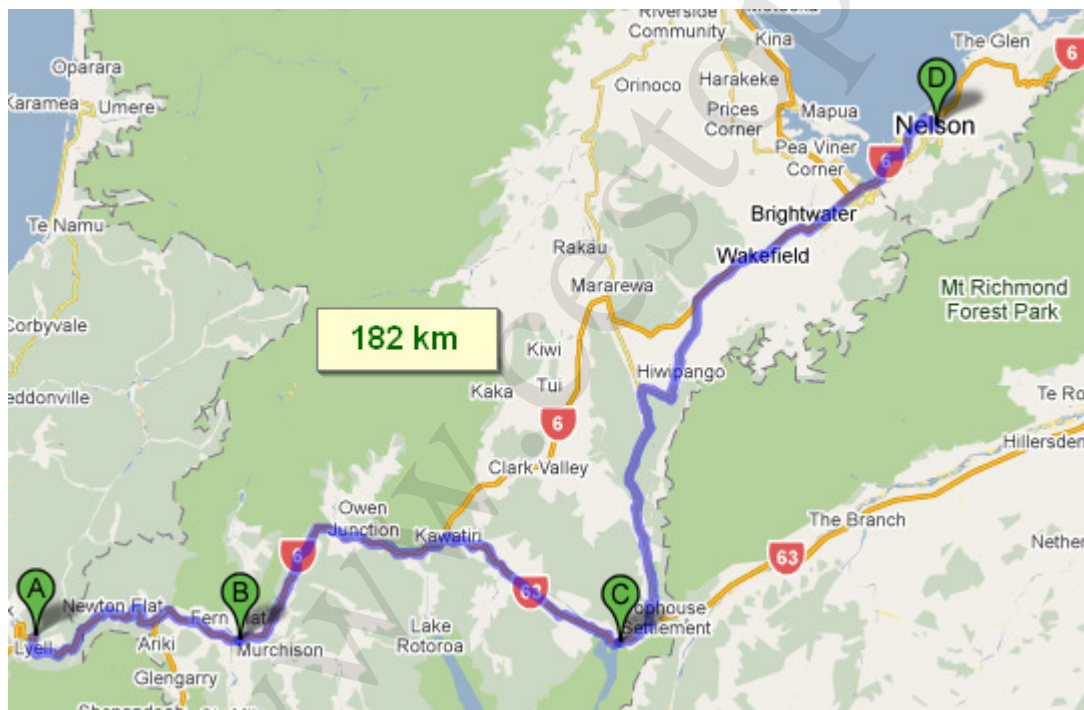 Riverside
Community
Kina
The Glen
6
Oparara
Karamea
Umere
Orinoco
Harakeke
D
Prices
Corner
Mapua
Nelson
Pea Viner
Corner
6
Te Namu
Brightwater
Rakau
Wakefield
Mararewa
Mt Richmond
Forest Park
182 km
Corbyvale
Kiwi
Hiwipango
Tui
Kaka
eddonville
Te Ro
6
Hillersden
Clark Valley
Owen
Junction
The Branch
Kawatiri
Nether
6
63
63
A
B
C
Newton Flat
Fern Flat
ophouse
Settlement
Lyell
Ariki
Murchison
Lake
Rotoroa
Glengarry